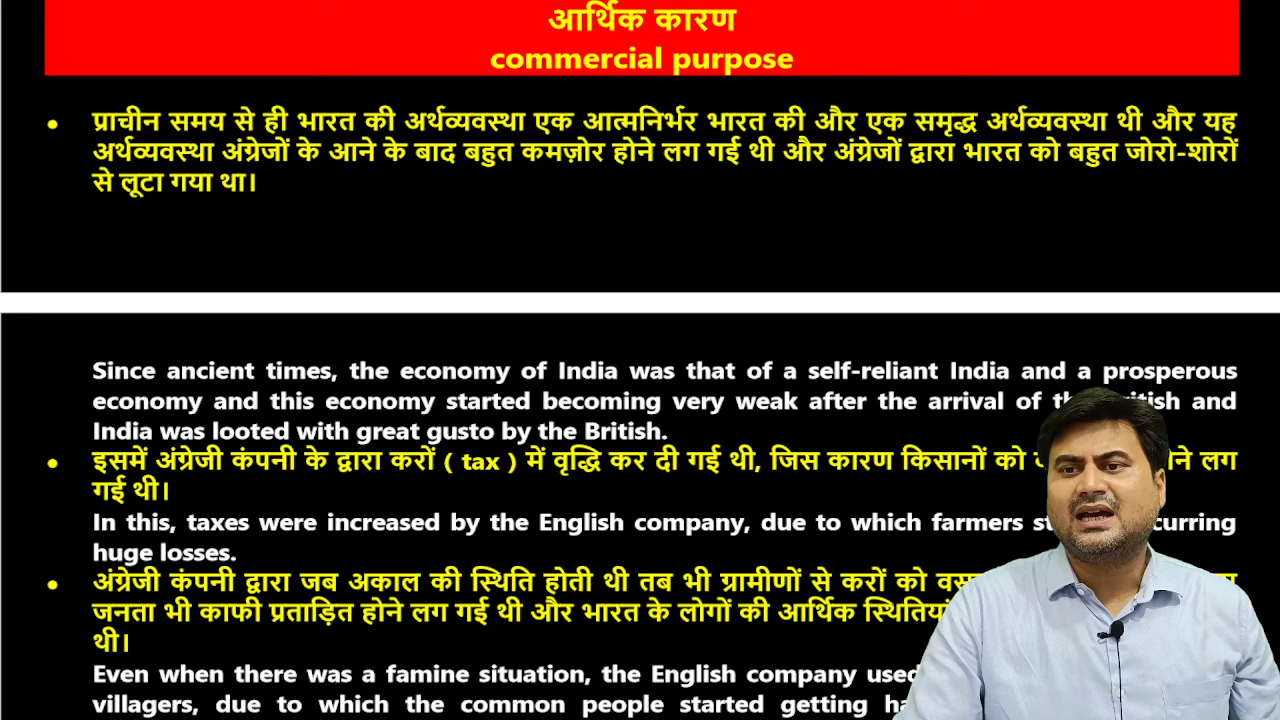 आर्थिक कारण
commercial purpose
• प्राचीन समय से ही भारत की अर्थव्यवस्था एक आत्मनिर्भर भारत की और एक समृद्ध अर्थव्यवस्था थी और यह
अर्थव्यवस्था अंग्रेजों के आने के बाद बहुत कमज़ोर होने लग गई थी और अंग्रेजों द्वारा भारत को बहुत जोरो-शोरों
से लूटा गया था।
Since ancient times, the economy of India was that of a self-reliant India and a prosperous
economy and this economy started becoming very weak after the arrival of and
India was looted with great gusto by the British.
• इसमें अंग्रेजी कंपनी के द्वारा करों ( tax ) में वृद्धि कर दी गई थी, जिस कारण किसानों को लग
गई थी।
In this, taxes were increased by the English company, due to which farmers
huge losses.
• अंग्रेजी कंपनी द्वारा जब अकाल की स्थिति होती थी तब भी ग्रामीणों से करों को
जनता भी काफी प्रताड़ित होने लग गई थी और भारत के लोगों की आर्थिक
थी।
Even when there was a famine situation, the English company used
villagers, due to which the common people started getting